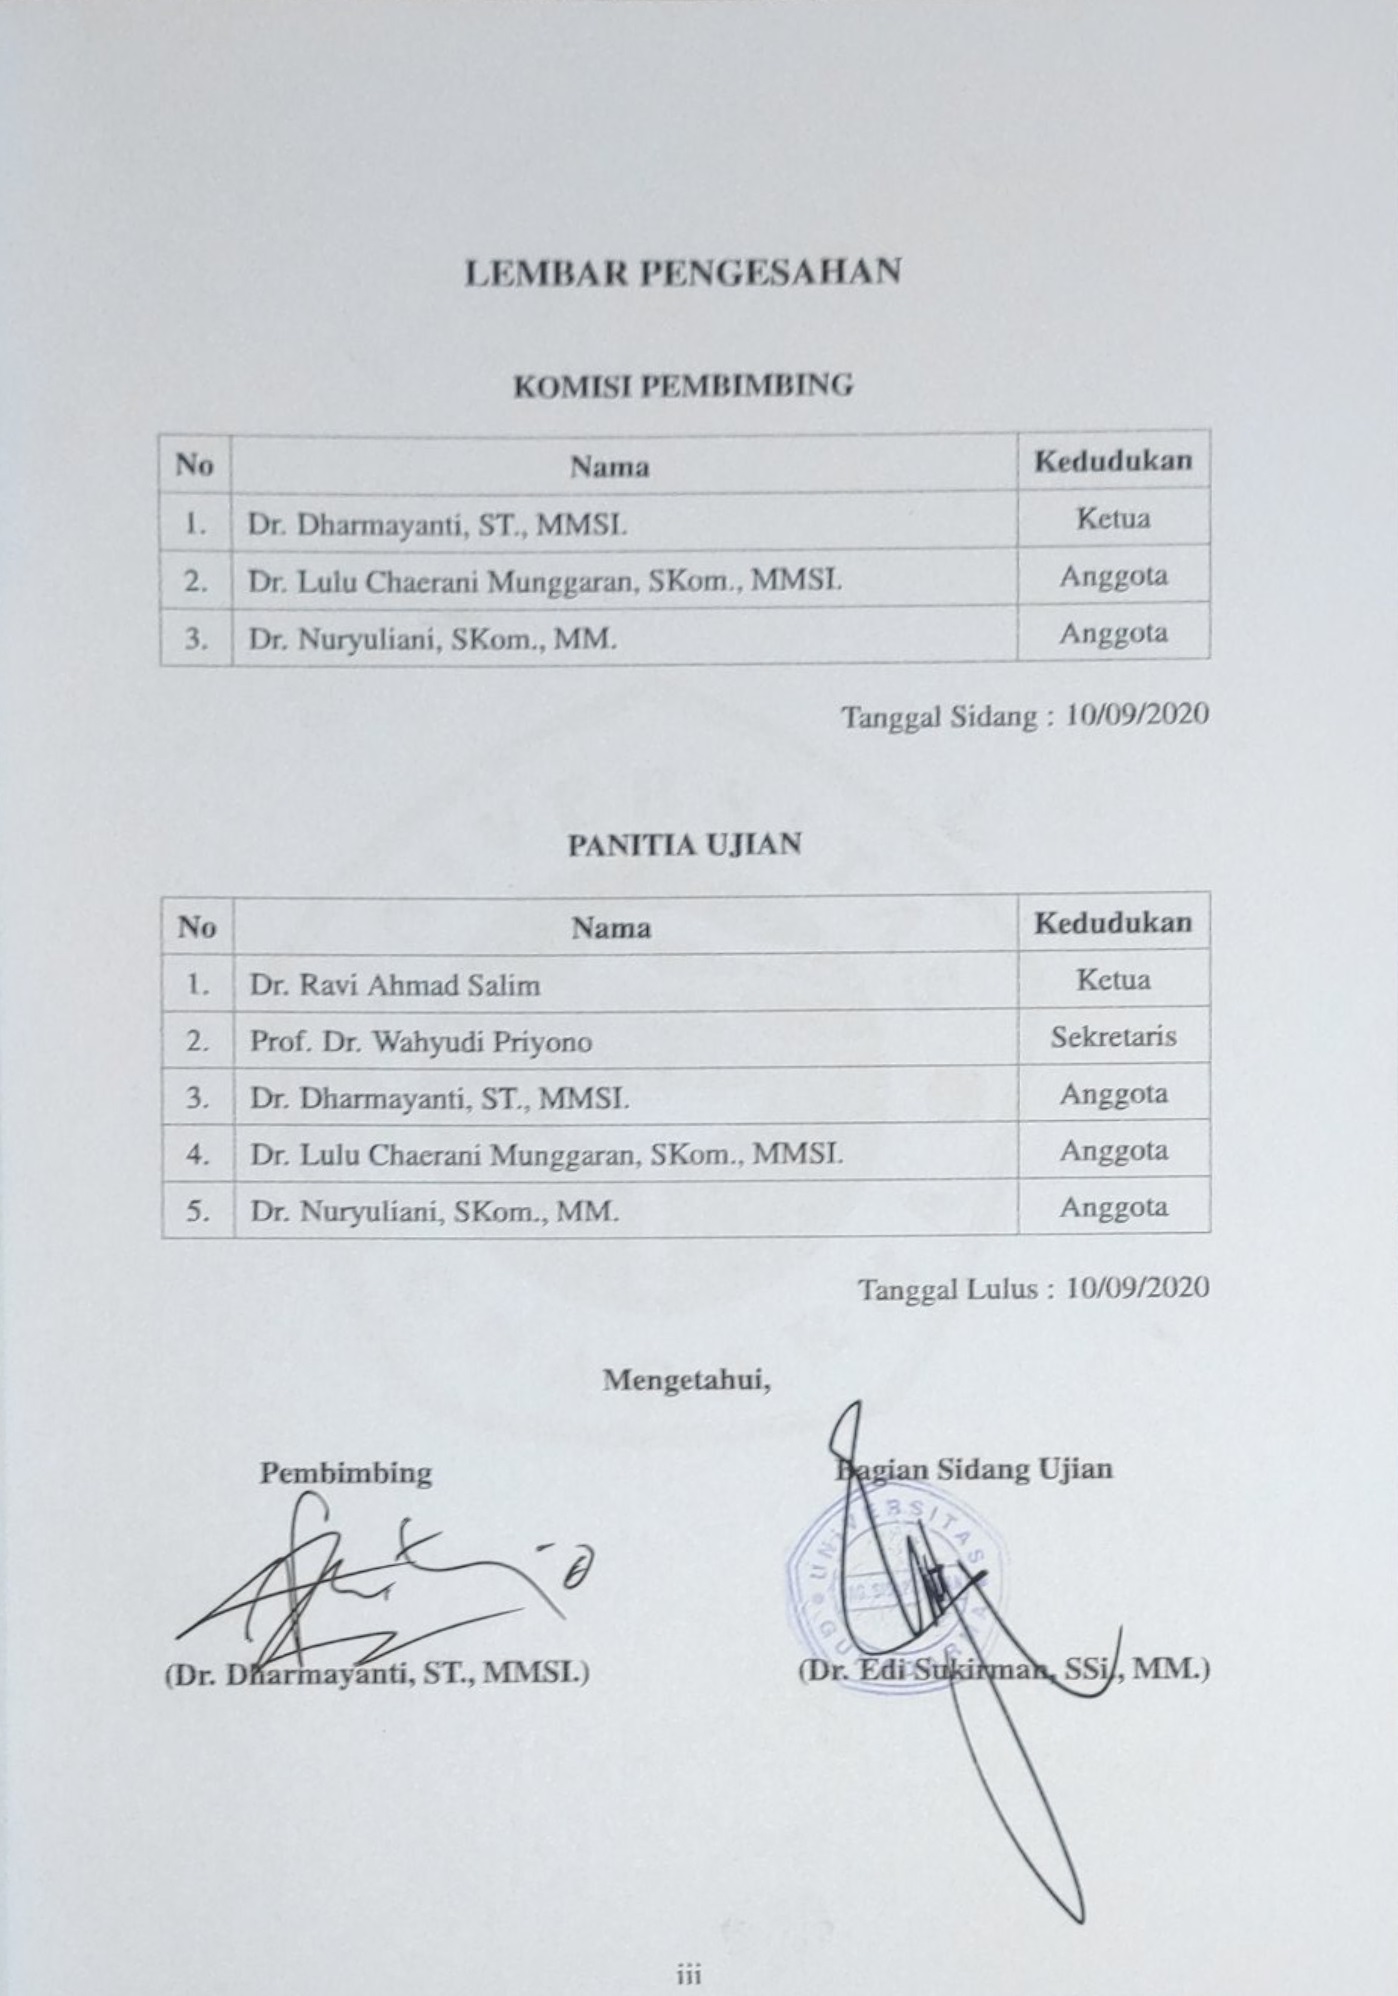 LEMBAR PENGESAHAN
KOMISI PEMBIMBING
No Nama Kedudukan
1. Dr. Dharmayanti, ST., MMSI. Ketua
2. Dr. Lulu Chaerani Munggaran, SKom., MMSI. Anggota
3. Dr. Nuryuliani, SKom., MM. Anggota
Tanggal Sidang : 10/09/2020
PANITIA UJIAN
No Nama Kedudukan
1. Dr. Ravi Ahmad Salim Ketua
2. Prof. Dr. Wahyudi Priyono Sekretaris
3. Dr. Dharmayanti, ST., MMSI. Anggota
4. Dr. Lulu Chaerani Munggaran, SKom., MMSI. Anggota
5. Dr. Nuryuliani, SKom., MM. Anggota
Tanggal Lulus : 10/09/2020
Mengetahui,
Pembimbing Bagian Sidang Ujian
UNIVERSITAS
(Dr. Dharmayanti, ST., MMSI.) (Dr. Edi Sukirman, SSi., MM.)
iii